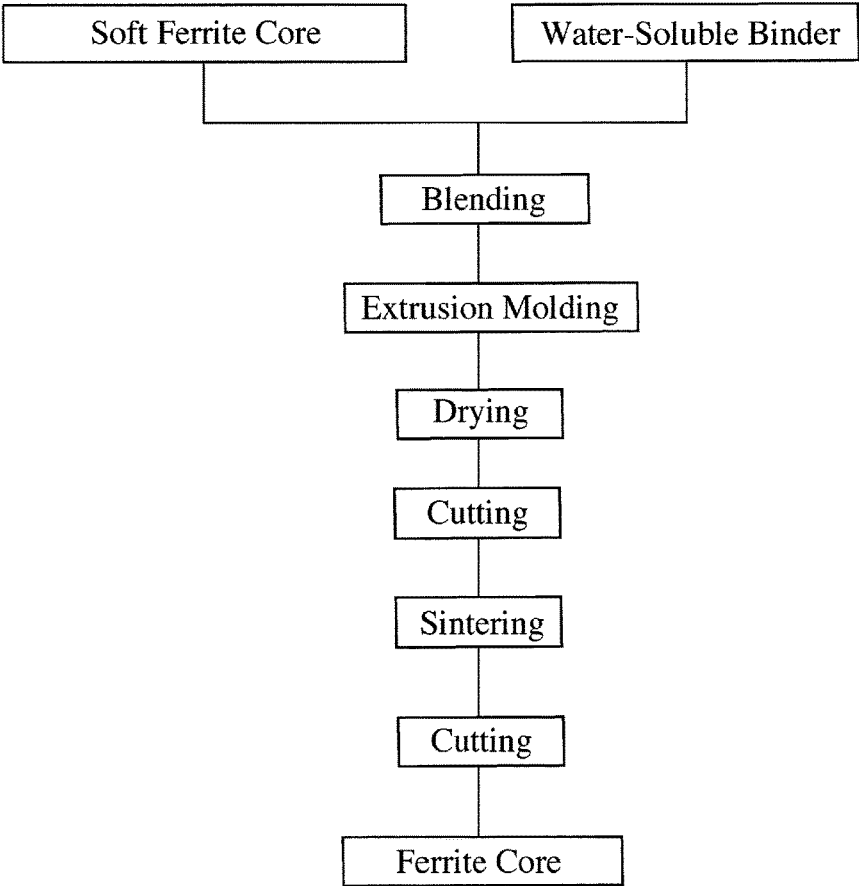 Soft Ferrite Core
Water-Soluble Binder
Blending
Extrusion Molding
Drying
Cutting
Sintering
Cutting
Ferrite Core